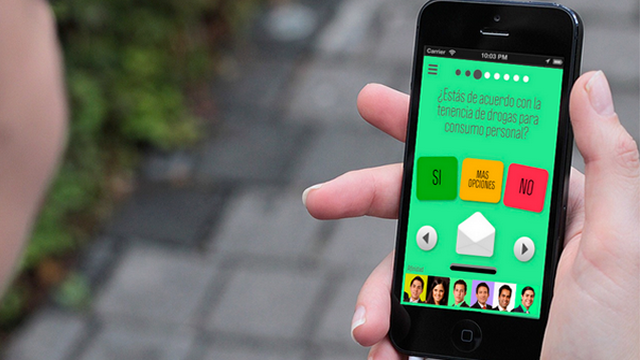 Carrier 10:03 PM
¿Estás de acuerdo con la
tenencia de drogas para
consumo personal?
SI
MAS
OPCIONES
NO